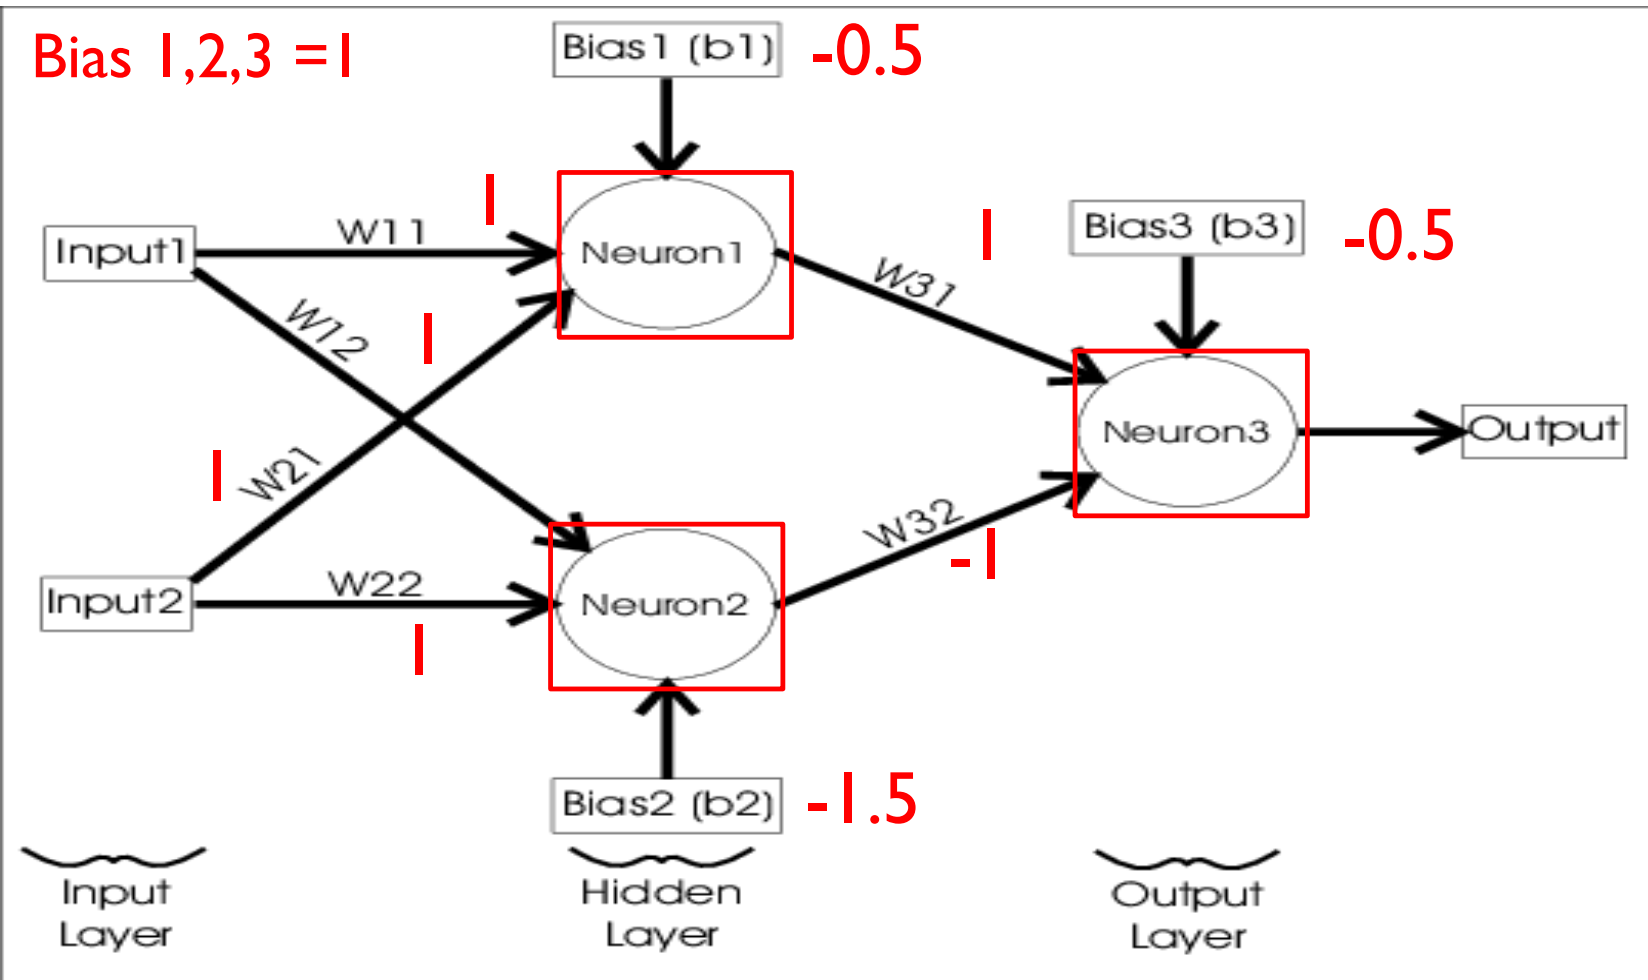 Bias 1,2,3 =1
Bias1 (b1)
-0.5
1
W11
Input1
Neuron1
1
Bias3 (b3)
-0.5
W31
W12
1
Neuron3
Output
1
W21
W32
-1
W22
Input2
Neuron2
1
Bias2 (b2)
-1.5
Input
Layer
Hidden
Layer
Output
Layer